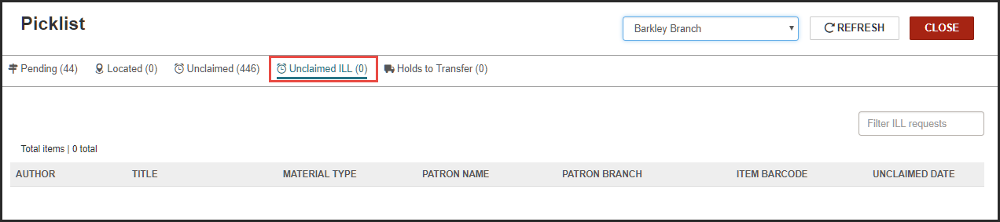 Picklist
Barkley Branch
REFRESH
CLOSE
Pending (44) Located (0) Unclaimed (446) Unclaimed ILL (0) Holds to Transfer (0)
Filter ILL requests
Total items | 0 total
AUTHOR TITLE MATERIAL TYPE PATRON NAME PATRON BRANCH ITEM BARCODE UNCLAIMED DATE